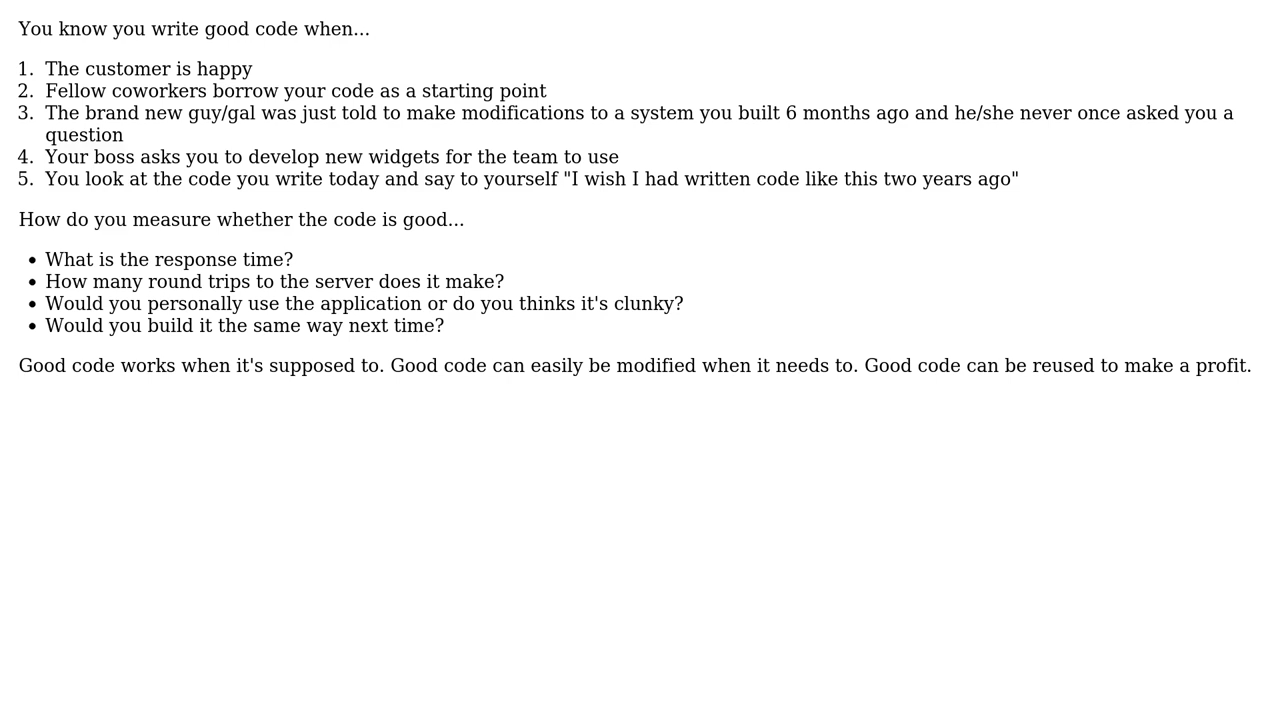 You know you write good code when...
1. The customer is happy
2. Fellow coworkers borrow your code as a starting point
3. The brand new guy/gal was just told to make modifications to a system you built 6 months ago and he/she never once asked you a
question
4. Your boss asks you to develop new widgets for the team to use
5. You look at the code you write today and say to yourself "I wish I had written code like this two years ago"
How do you measure whether the code is good...
• What is the response time?
• How many round trips to the server does it make?
• Would you personally use the application or do you thinks it's clunky?
• Would you build it the same way next time?
Good code works when it's supposed to. Good code can easily be modified when it needs to. Good code can be reused to make a profit.